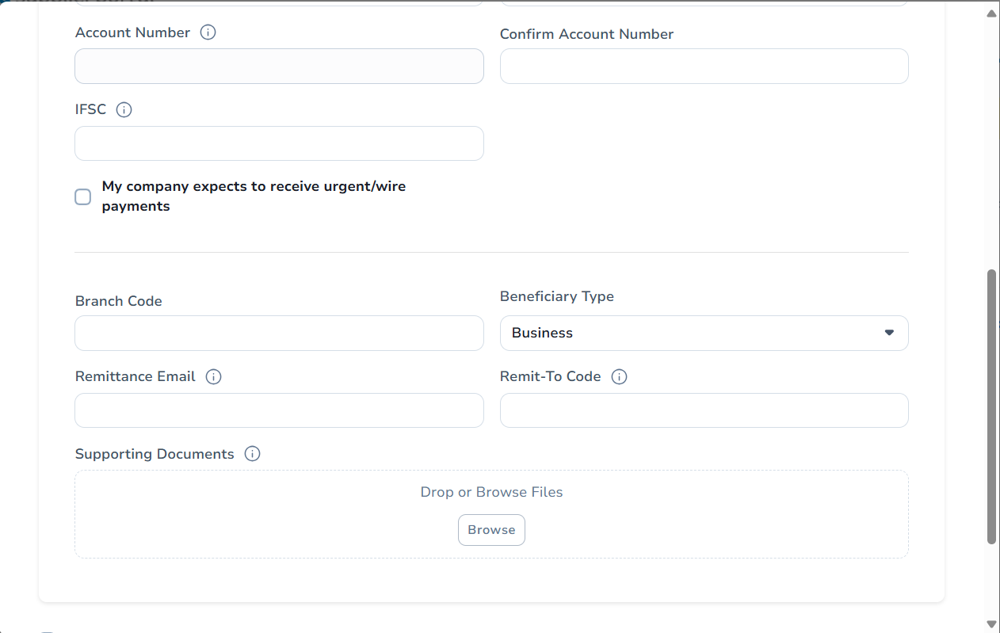 Account Number
Confirm Account Number
IFSC
My company expects to receive urgent/wire
payments
Branch Code
Beneficiary Type
Business
Remittance Email
Remit-To Code
Supporting Documents
Drop or Browse Files
Browse